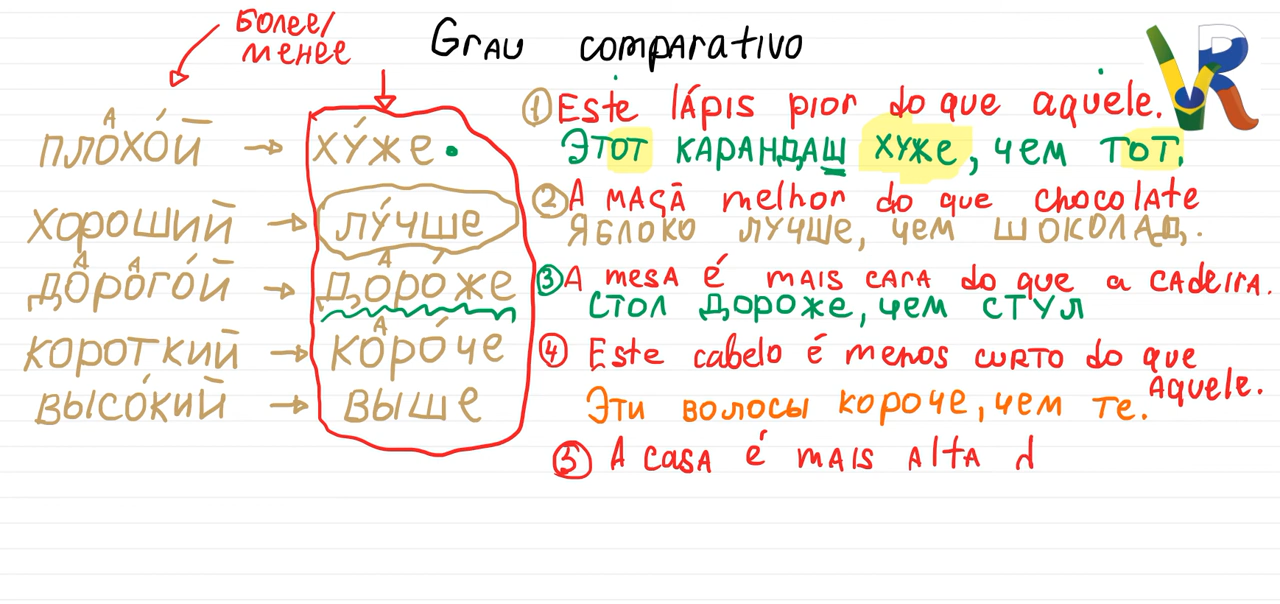 более/
менее
Grau comparativo
VR
плохой → хуже.
хороший → лучше
дорогой → дороже
короткий → короче
высокий → выше
① Este lápis pior do que aquele.
Этот карандаш хуже, чем тот.
② A maçã melhor do que chocolate
Яблоко лучше, чем шоколад.
③ A mesa é mais cara do que a cadeira.
Стол дороже, чем стул
④ Este cabelo é menos curto do que
aquele.
Эти волосы короче, чем те.
⑤ A casa é mais alta d